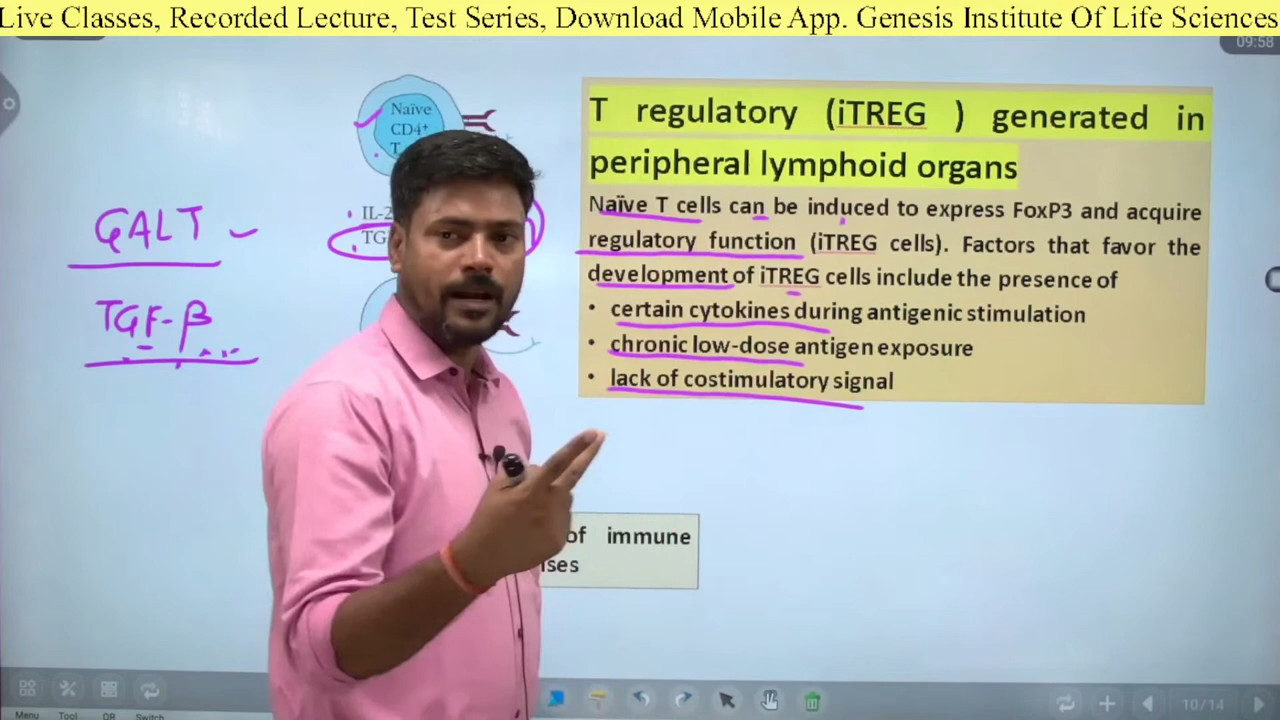 Live Classes, Recorded Lecture, Test Series, Download Mobile App. Genesis Institute Of Life Sciences
09:58
Naïve
CD4+
T
IL-2
TG
GALT
TGF-β
T regulatory (iTREG ) generated in
peripheral lymphoid organs
Naïve T cells can be induced to express FoxP3 and acquire
regulatory function (iTREG cells). Factors that favor the
development of iTREG cells include the presence of
• certain cytokines during antigenic stimulation
• chronic low-dose antigen exposure
• lack of costimulatory signal
of immune
Menu Tool QR Switch
10/14